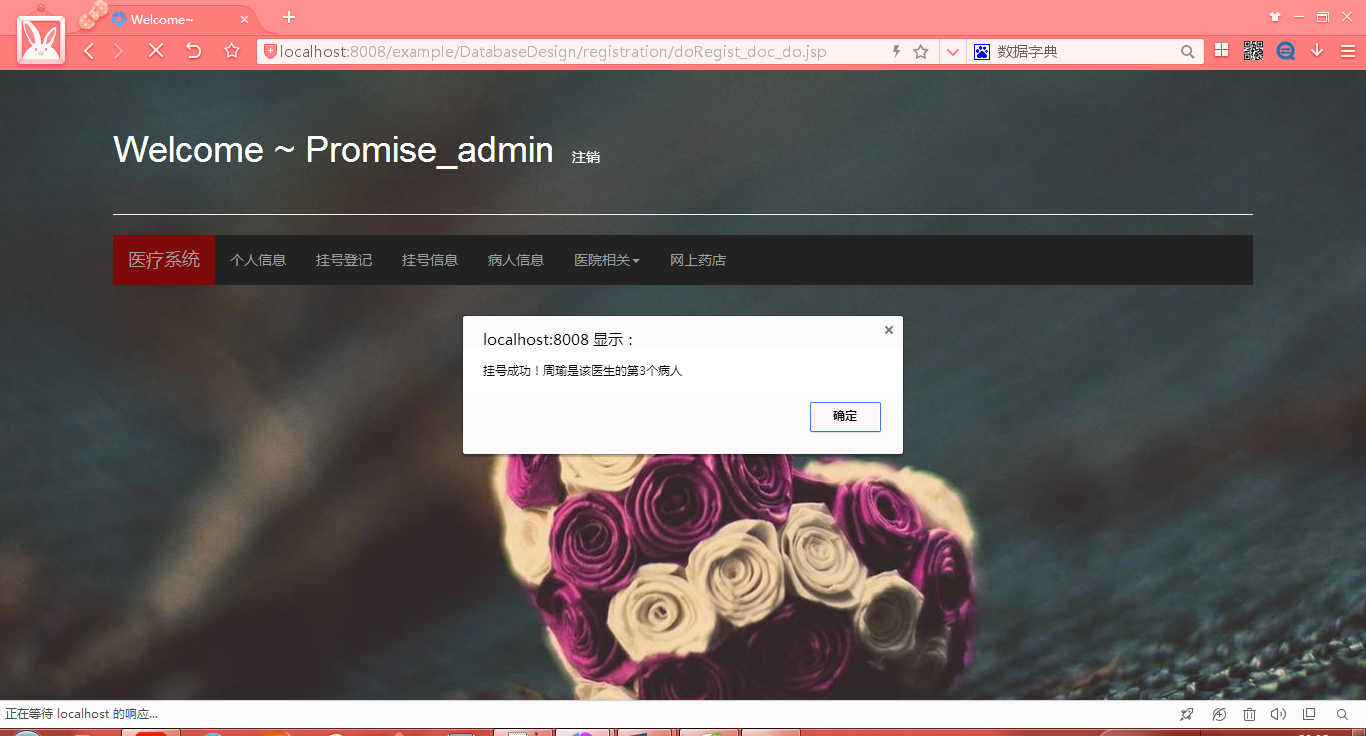 Welcome~
localhost:8008/example/DatabaseDesign/registration/doRegist_doc_do.jsp
数据字典
Welcome ~ Promise_admin 注销
医疗系统 个人信息 挂号登记 挂号信息 病人信息 医院相关 网上药店
localhost:8008 显示：
挂号成功！周瑜是该医生的第3个病人
确定
正在等待 localhost 的响应...